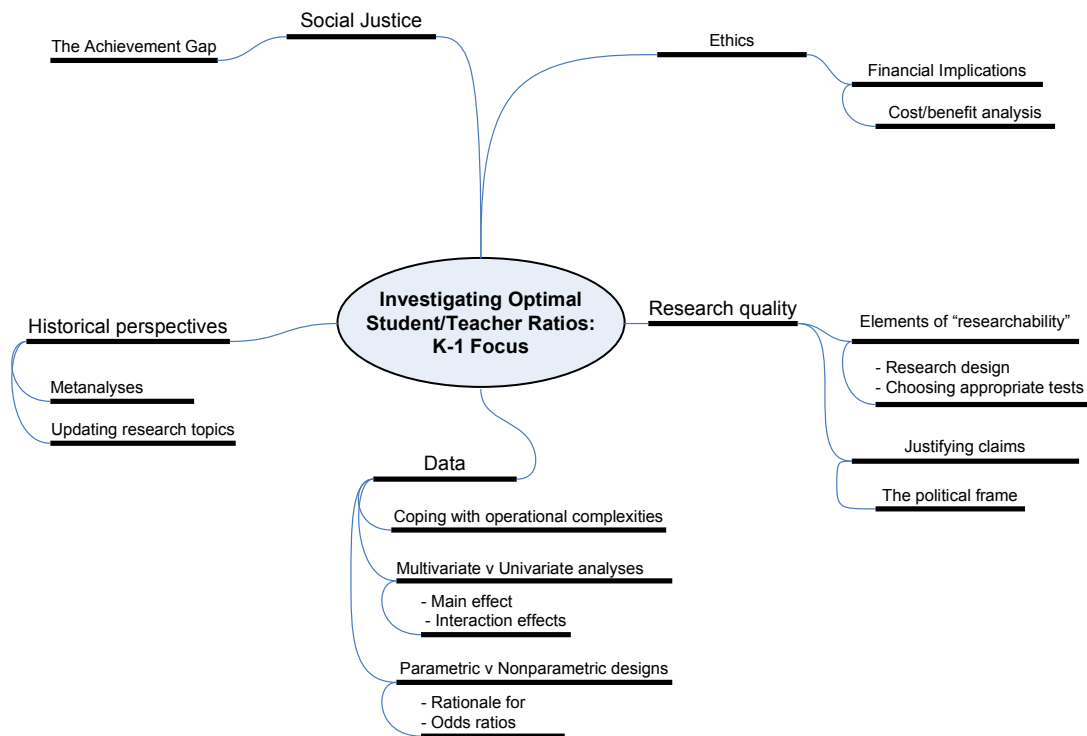 Social Justice
The Achievement Gap
Ethics
Financial Implications
Cost/benefit analysis
Investigating Optimal
Student/Teacher Ratios:
K-1 Focus
Historical perspectives
Metanalyses
Updating research topics
Research quality
Elements of “researchability”
- Research design
- Choosing appropriate tests
Justifying claims
The political frame
Data
Coping with operational complexities
Multivariate v Univariate analyses
- Main effect
- Interaction effects
Parametric v Nonparametric designs
- Rationale for
- Odds ratios